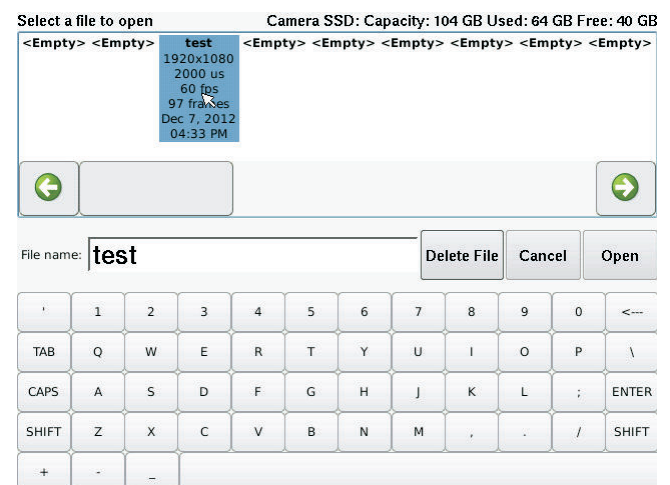 Select a file to open Camera SSD: Capacity: 104 GB Used: 64 GB Free: 40 GB
<Empty> <Empty> test <Empty> <Empty> <Empty> <Empty> <Empty> <Empty>
1920x1080
2000 us
60 fps
97 frames
Dec 7, 2012
04:33 PM
File name: test Delete File Cancel Open
' 1 2 3 4 5 6 7 8 9 0 <---
TAB Q W E R T Y U I O P \
CAPS A S D F G H J K L ; ENTER
SHIFT Z X C V B N M , . / SHIFT
+ - _